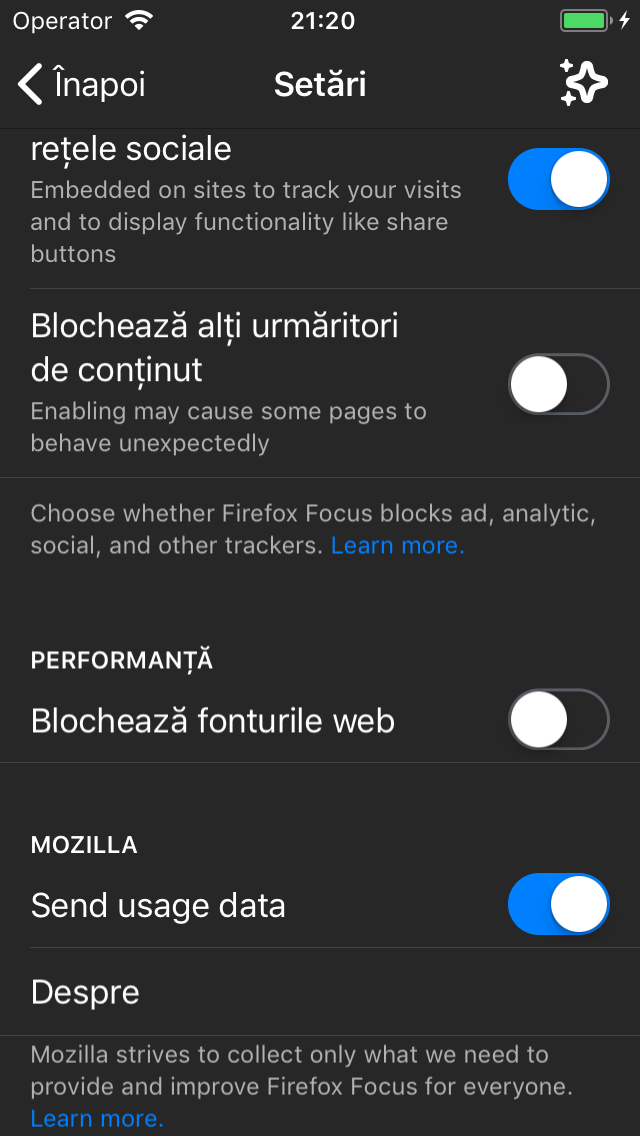 Operator
21:20
Înapoi
Setări
rețele sociale
Embedded on sites to track your visits
and to display functionality like share
buttons
Blochează alți urmăritori
de conținut
Enabling may cause some pages to
behave unexpectedly
Choose whether Firefox Focus blocks ad, analytic,
social, and other trackers. Learn more.
PERFORMANȚĂ
Blochează fonturile web
MOZILLA
Send usage data
Despre
Mozilla strives to collect only what we need to
provide and improve Firefox Focus for everyone.
Learn more.